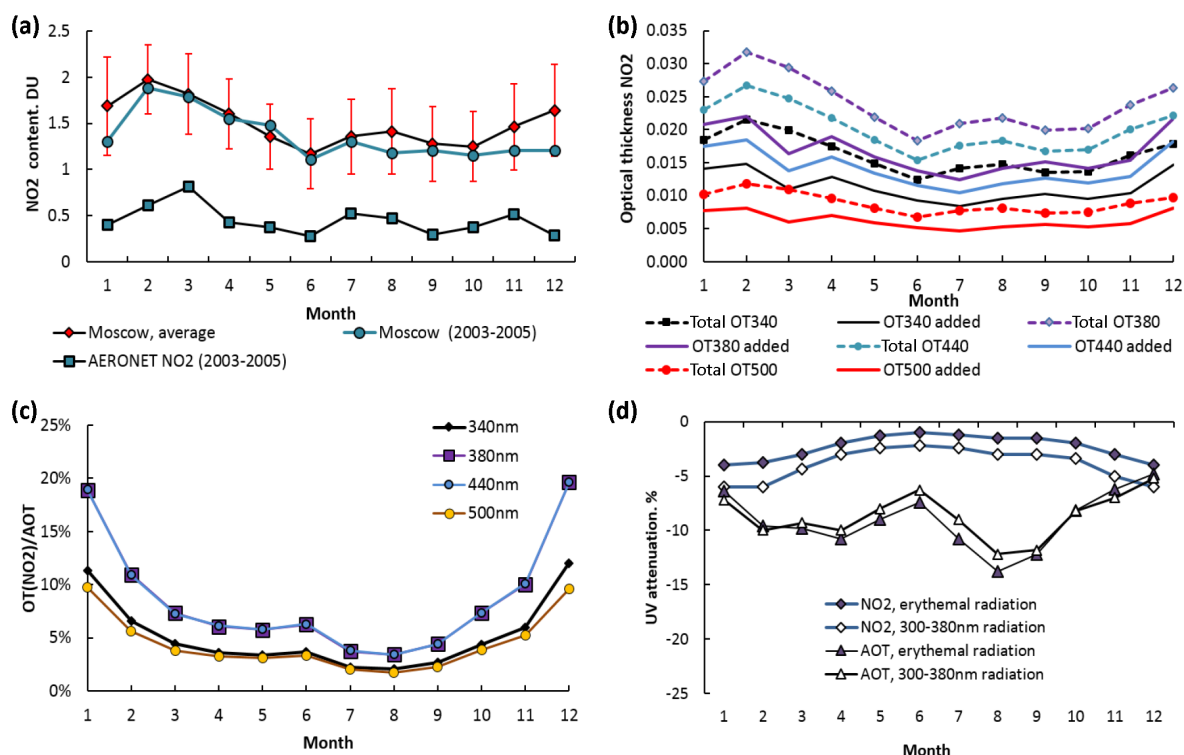 (a)
NO2 content. DU
2.5
2
1.5
1
0.5
0
1 2 3 4 5 6 7 8 9 10 11 12
Month
Moscow, average
Moscow (2003-2005)
AERONET NO2 (2003-2005)
(b)
Optical thickness NO2
0.035
0.030
0.025
0.020
0.015
0.010
0.005
0.000
1 2 3 4 5 6 7 8 9 10 11 12
Month
Total OT340 OT340 added Total OT380
OT380 added Total OT440 OT440 added
Total OT500 OT500 added
(c)
OT(NO2)/AOT
25%
20%
15%
10%
5%
0%
340nm
380nm
440nm
500nm
1 2 3 4 5 6 7 8 9 10 11 12
Month
(d)
UV attenuation. %
0
-5
-10
-15
-20
-25
NO2, erythemal radiation
NO2, 300-380nm radiation
AOT, erythemal radiation
AOT, 300-380nm radiation
1 2 3 4 5 6 7 8 9 10 11 12
Month